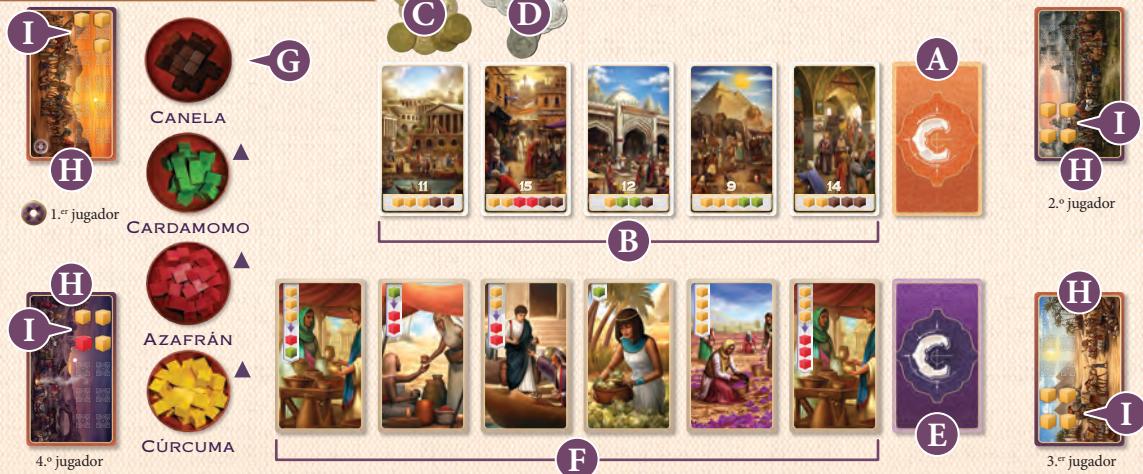 I
C
D
G
A
I
CANELA
H
H
1.er jugador
2.º jugador
11
15
12
9
14
CARDAMOMO
B
H
H
I
AZAFRÁN
I
CÚRCUMA
E
4.º jugador
F
3.er jugador